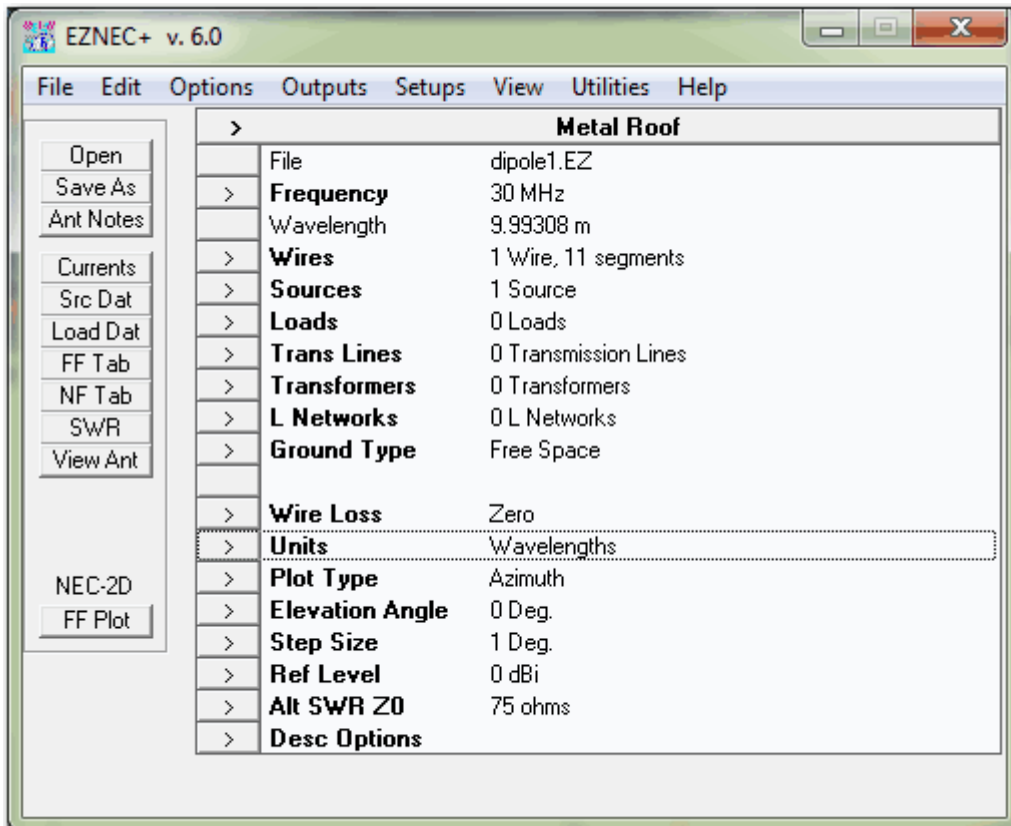 EZNEC+ v. 6.0
File Edit Options Outputs Setups View Utilities Help
Open
Save As
Ant Notes
Currents
Src Dat
Load Dat
FF Tab
NF Tab
SWR
View Ant
NEC-2D
FF Plot
> Metal Roof
File dipole1.EZ
> Frequency 30 MHz
Wavelength 9.99308 m
> Wires 1 Wire, 11 segments
> Sources 1 Source
> Loads 0 Loads
> Trans Lines 0 Transmission Lines
> Transformers 0 Transformers
> L Networks 0 L Networks
> Ground Type Free Space
> Wire Loss Zero
> Units Wavelengths
> Plot Type Azimuth
> Elevation Angle 0 Deg.
> Step Size 1 Deg.
> Ref Level 0 dBi
> Alt SWR Z0 75 ohms
> Desc Options